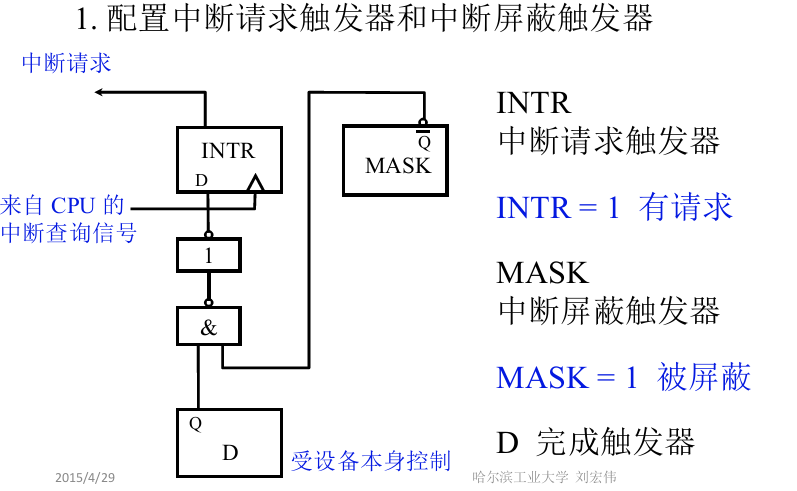 1. 配置中断请求触发器和中断屏蔽触发器
中断请求
INTR
D
来自 CPU 的
中断查询信号
1
&
Q
D
受设备本身控制
Q̅
MASK
INTR
中断请求触发器
INTR = 1 有请求
MASK
中断屏蔽触发器
MASK = 1 被屏蔽
D 完成触发器
2015/4/29
哈尔滨工业大学 刘宏伟